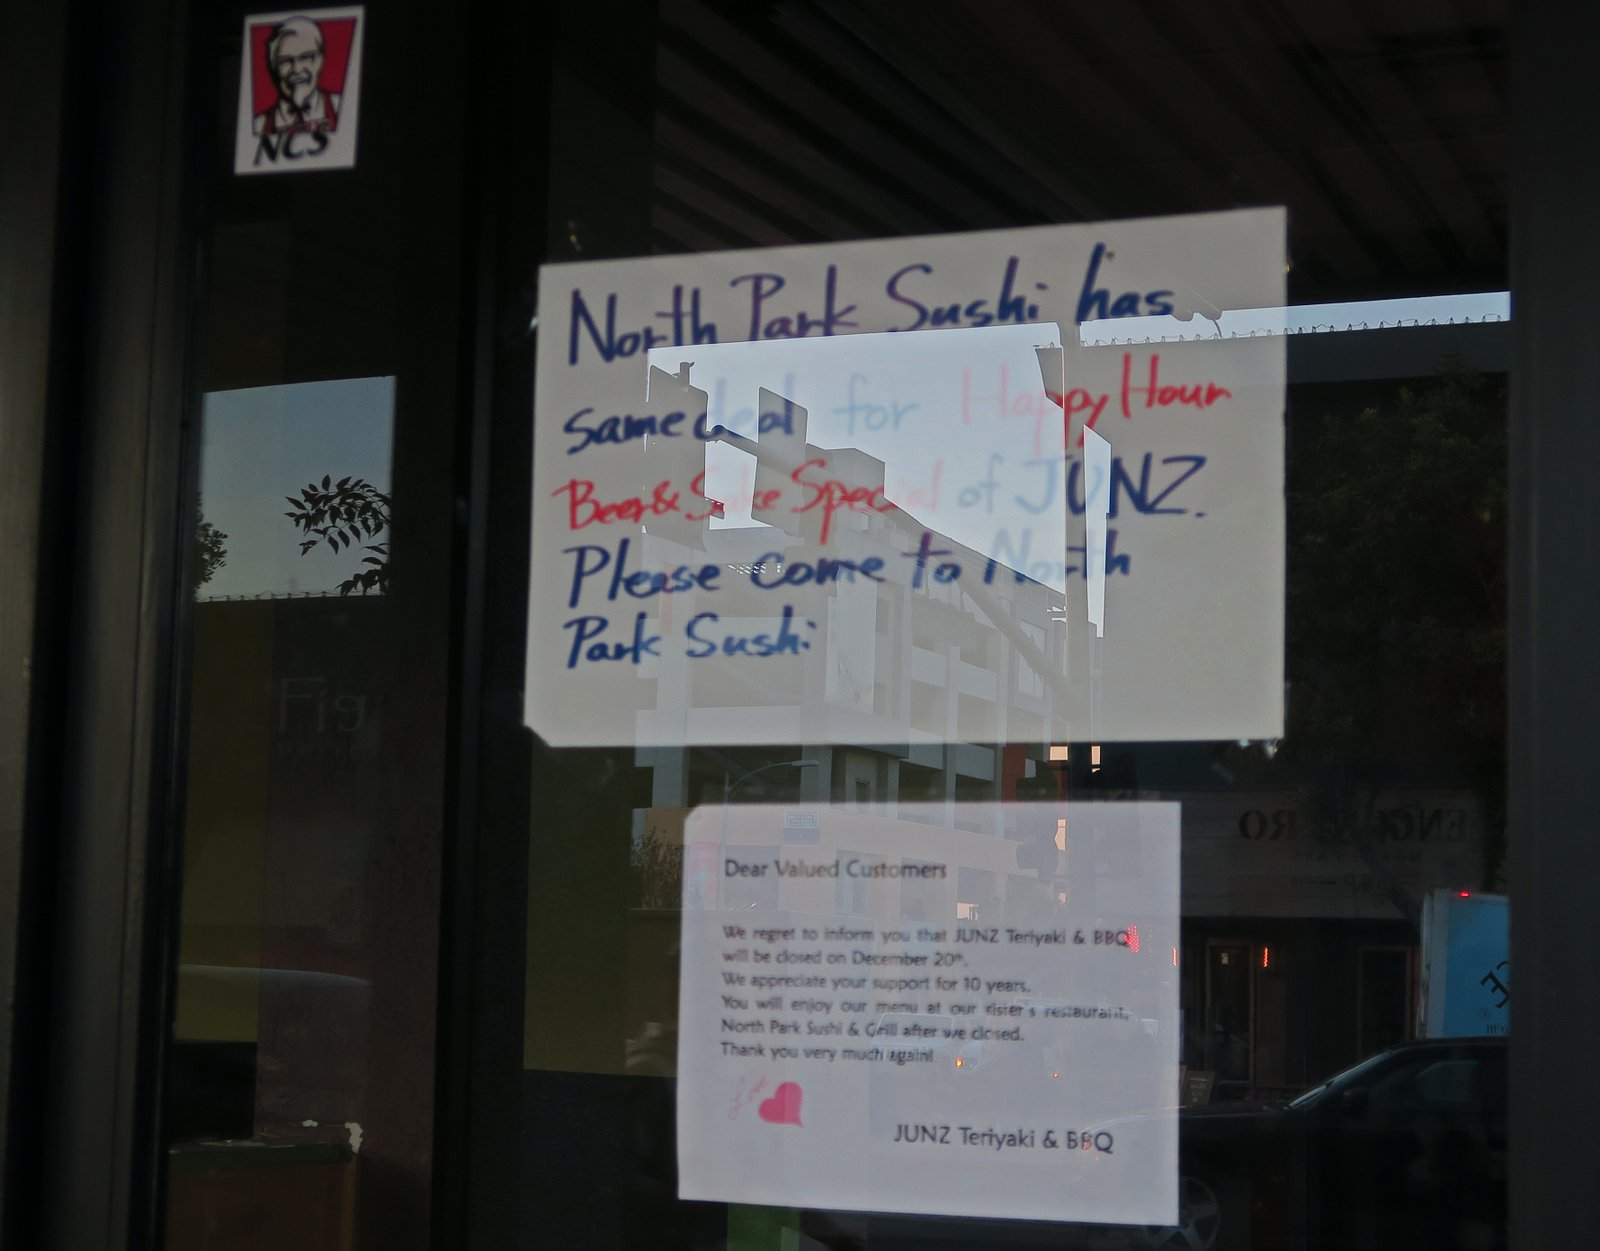 NCS
North Park Sushi has
same deal for Happy Hour
Beer & Sake Special of JUNZ.
Please come to North
Park Sushi
Fig
Dear Valued Customers
We regret to inform you that JUNZ Teriyaki & BBQ
will be closed on December 20th.
We appreciate your support for 10 years.
You will enjoy our menu at our sister's restaurant,
North Park Sushi & Grill after we closed.
Thank you very much again!
JUNZ Teriyaki & BBQ